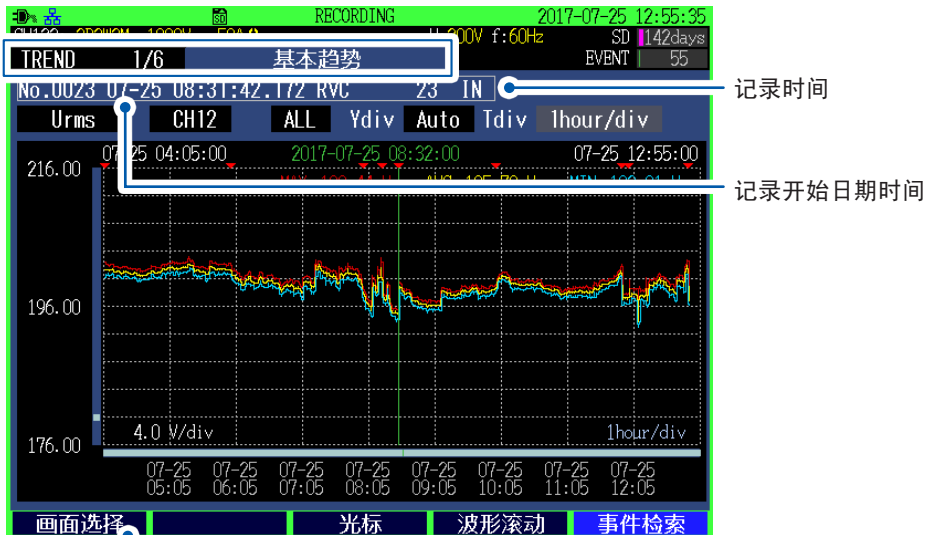 RECORDING 2017-07-25 12:55:35
f:60Hz SD 142days
TREND 1/6 基本趋势 EVENT 55
No.0023 07-25 08:31:42.172 RVC 23 IN 记录时间
Urms CH12 ALL Ydiv Auto Tdiv 1hour/div
07-25 04:05:00 2017-07-25 08:32:00 07-25 12:55:00
216.00
记录开始日期时间
196.00
4.0 V/div 1hour/div
176.00
07-25 07-25 07-25 07-25 07-25 07-25 07-25 07-25
05:05 06:05 07:05 08:05 09:05 10:05 11:05 12:05
画面选择 光标 波形滚动 事件检索